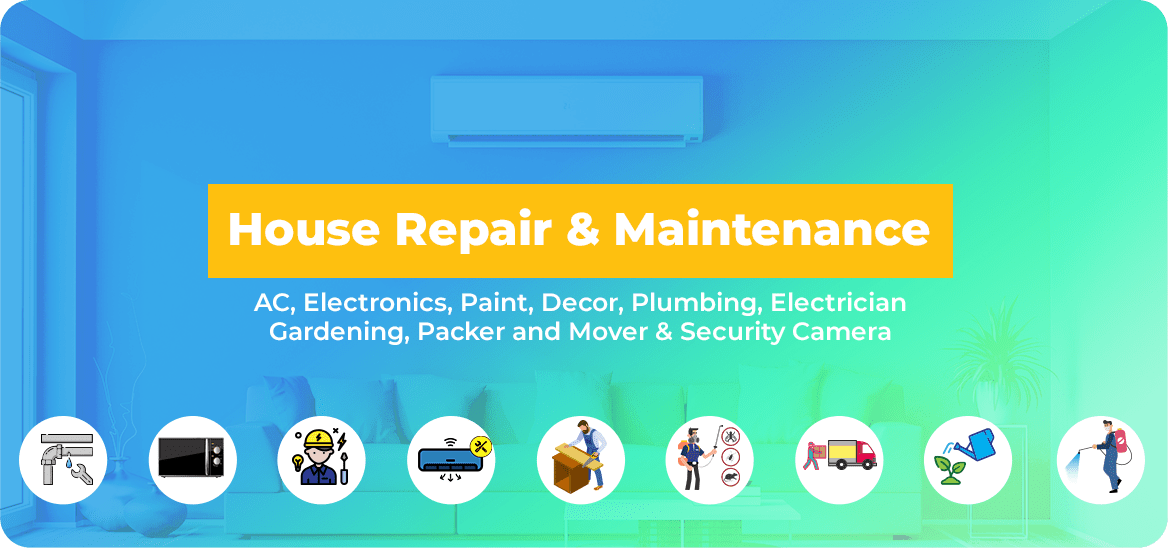 House Repair & Maintenance
AC, Electronics, Paint, Decor, Plumbing, Electrician
Gardening, Packer and Mover & Security Camera